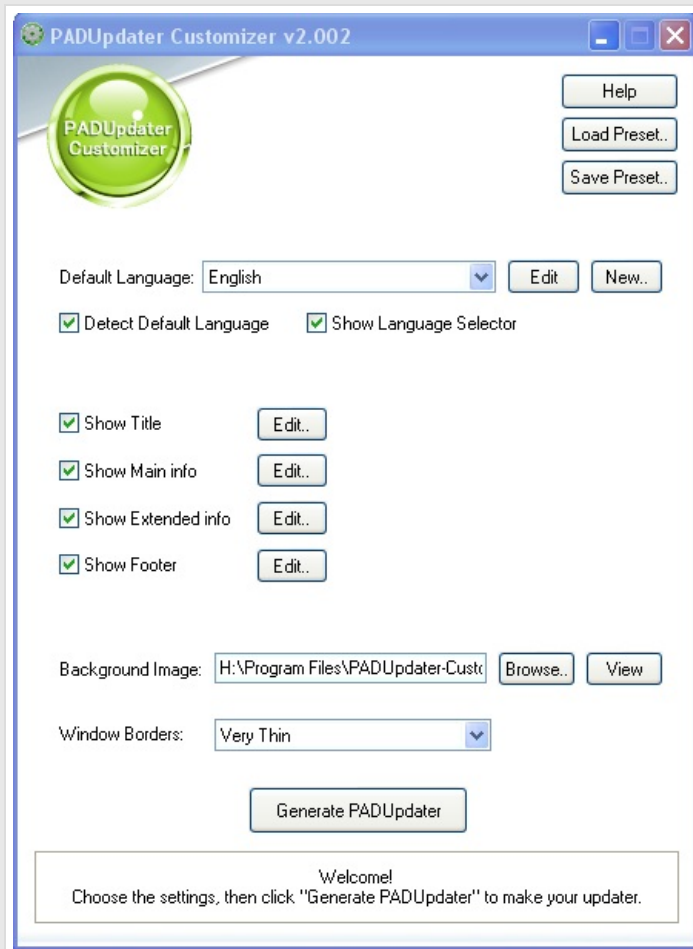 PADUpdater Customizer v2.002
PADUpdater
Customizer
Help
Load Preset..
Save Preset..
Default Language: English Edit New..
Detect Default Language Show Language Selector
Show Title Edit..
Show Main info Edit..
Show Extended info Edit..
Show Footer Edit..
Background Image: H:\Program Files\PADUpdater-Custo Browse.. View
Window Borders: Very Thin
Generate PADUpdater
Welcome!
Choose the settings, then click "Generate PADUpdater" to make your updater.